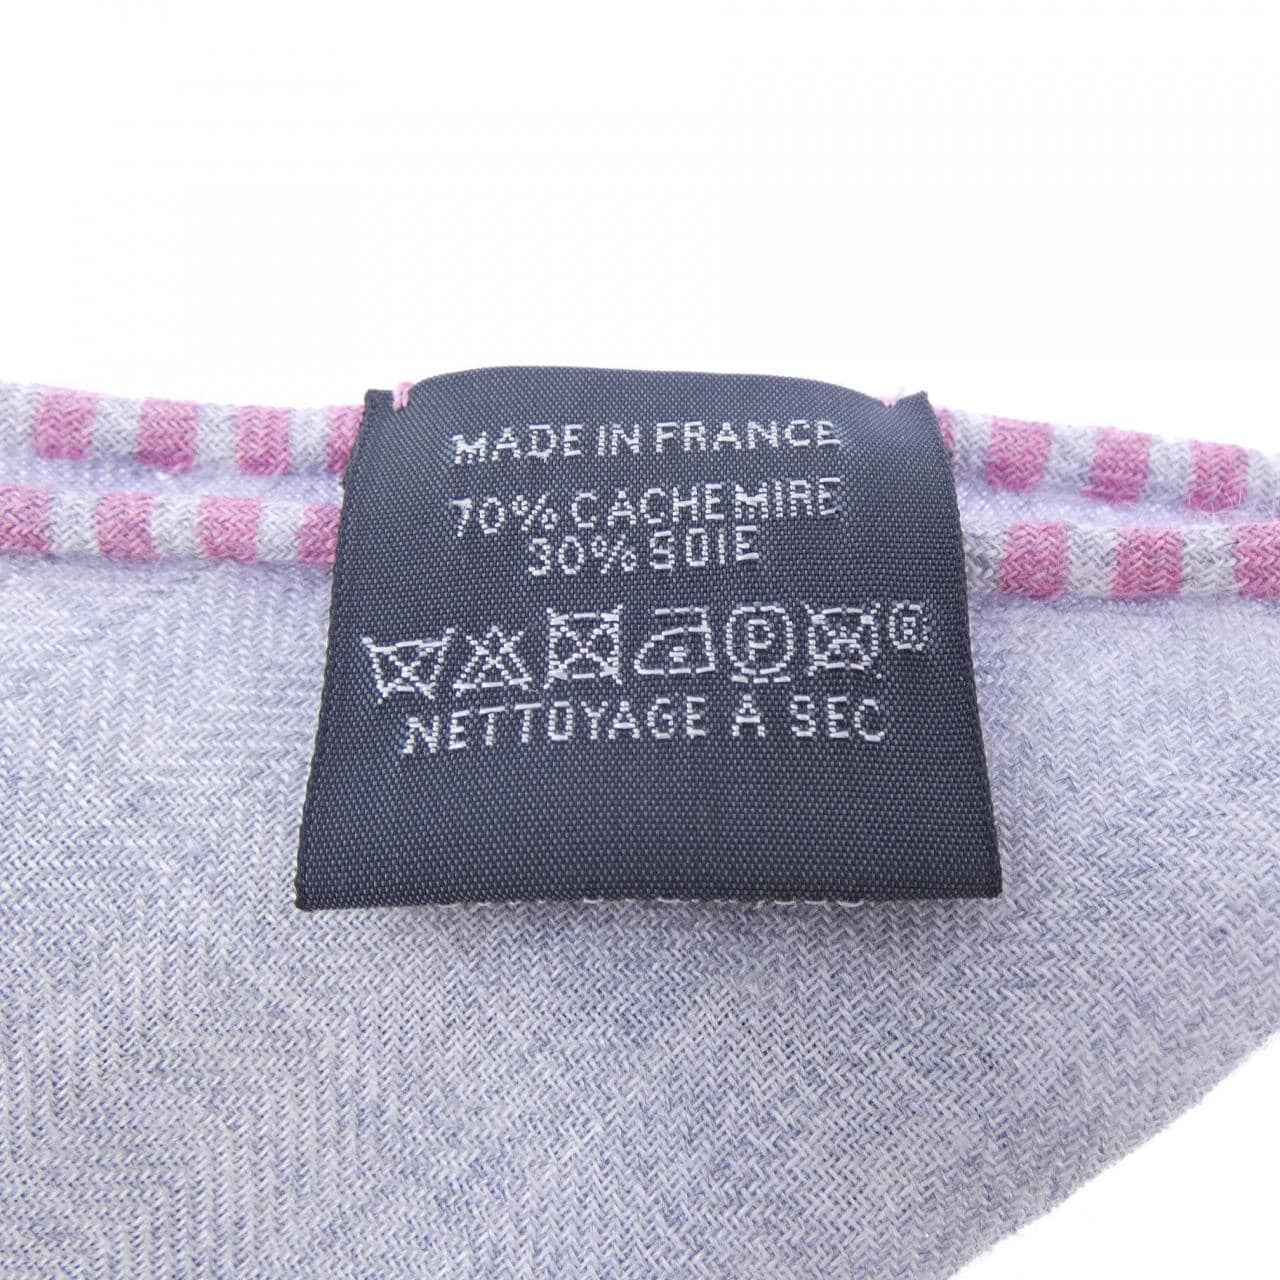 MADE IN FRANCE
70% CACHEMIRE
30% SOIE
P ®
NETTOYAGE A SEC